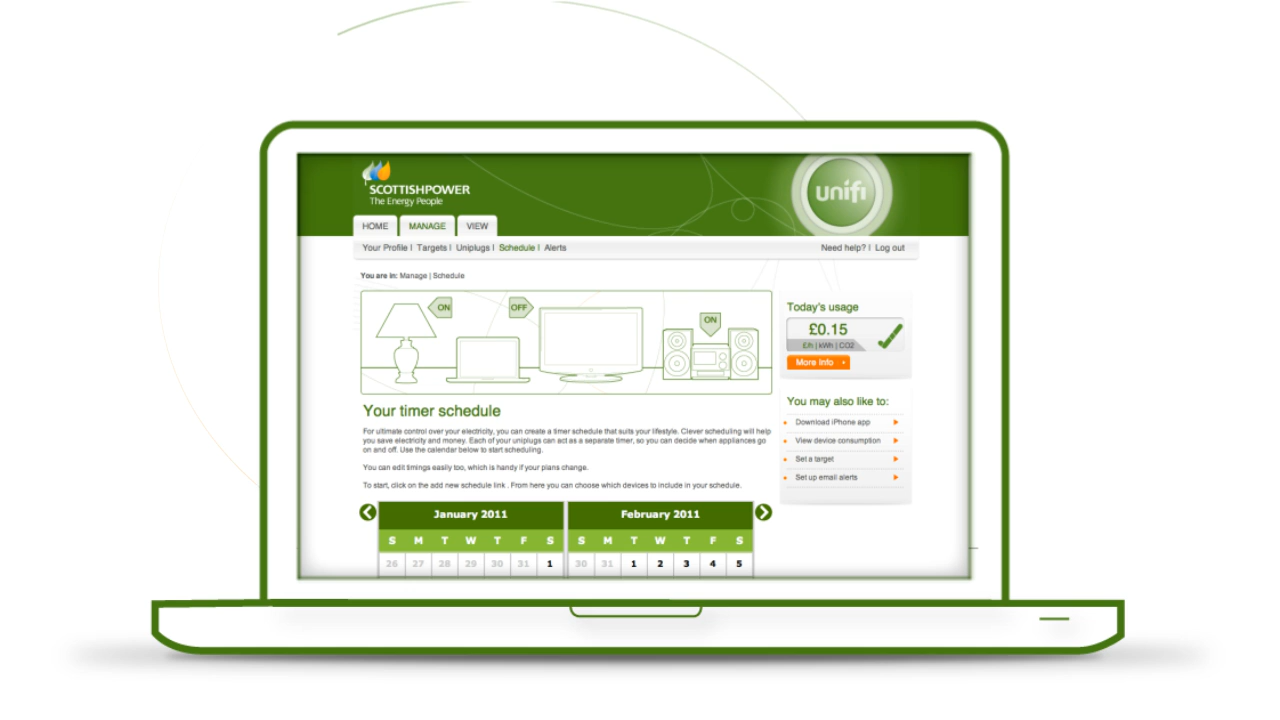 SCOTTISHPOWER
The Energy People
unifi
HOME MANAGE VIEW
Your Profile | Targets | Uniplugs | Schedule | Alerts
Need help? | Log out
You are in: Manage | Schedule
ON
OFF
ON
Your timer schedule
For ultimate control over your electricity, you can create a timer schedule that suits your lifestyle. Clever scheduling will help
you save electricity and money. Each of your uniplugs can act as a separate timer, so you can decide when appliances go
on and off. Use the calendar below to start scheduling.
You can edit timings easily too, which is handy if your plans change.
To start, click on the add new schedule link . From here you can choose which devices to include in your schedule.
January 2011
S M T W T F S
26 27 28 29 30 31 1
February 2011
S M T W T F S
30 31 1 2 3 4 5
Today's usage
£0.15
£/h | kWh | CO2
More Info
You may also like to:
Download iPhone app
View device consumption
Set a target
Set up email alerts